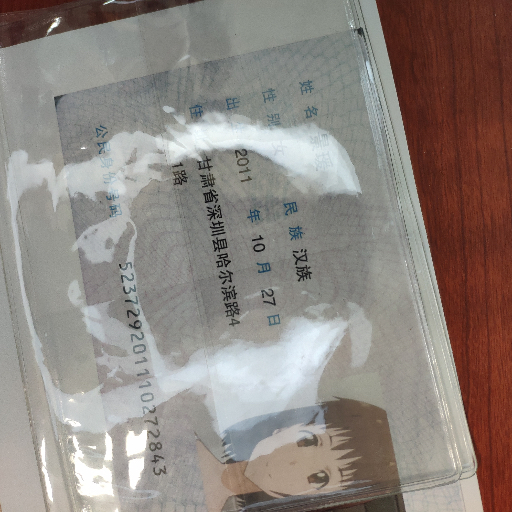 姓名
性别 女 民族 汉族
出 2011 年 10 月 27 日
住 甘肃省深圳县哈尔滨路4
1路
公民身份号码 523729201110272843